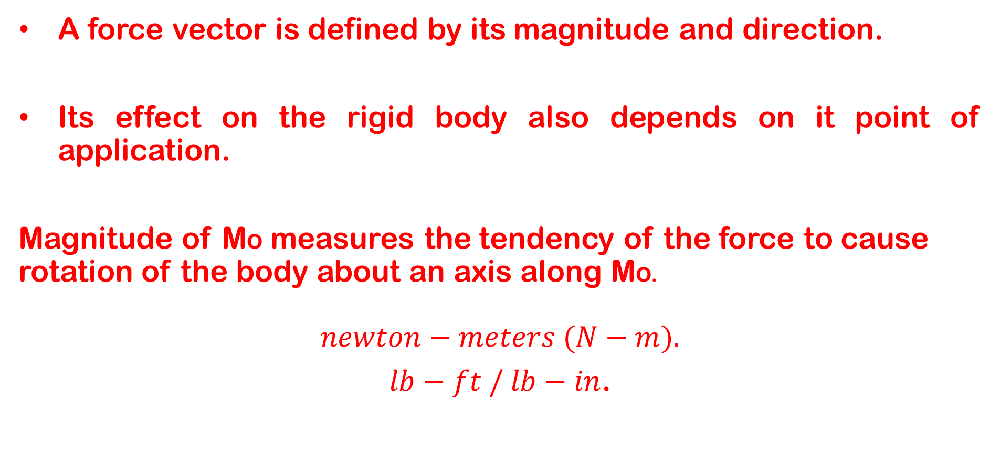 • A force vector is defined by its magnitude and direction.
• Its effect on the rigid body also depends on it point of
application.
Magnitude of Mo measures the tendency of the force to cause
rotation of the body about an axis along Mo.
newton − meters (N − m).
lb − ft / lb − in.